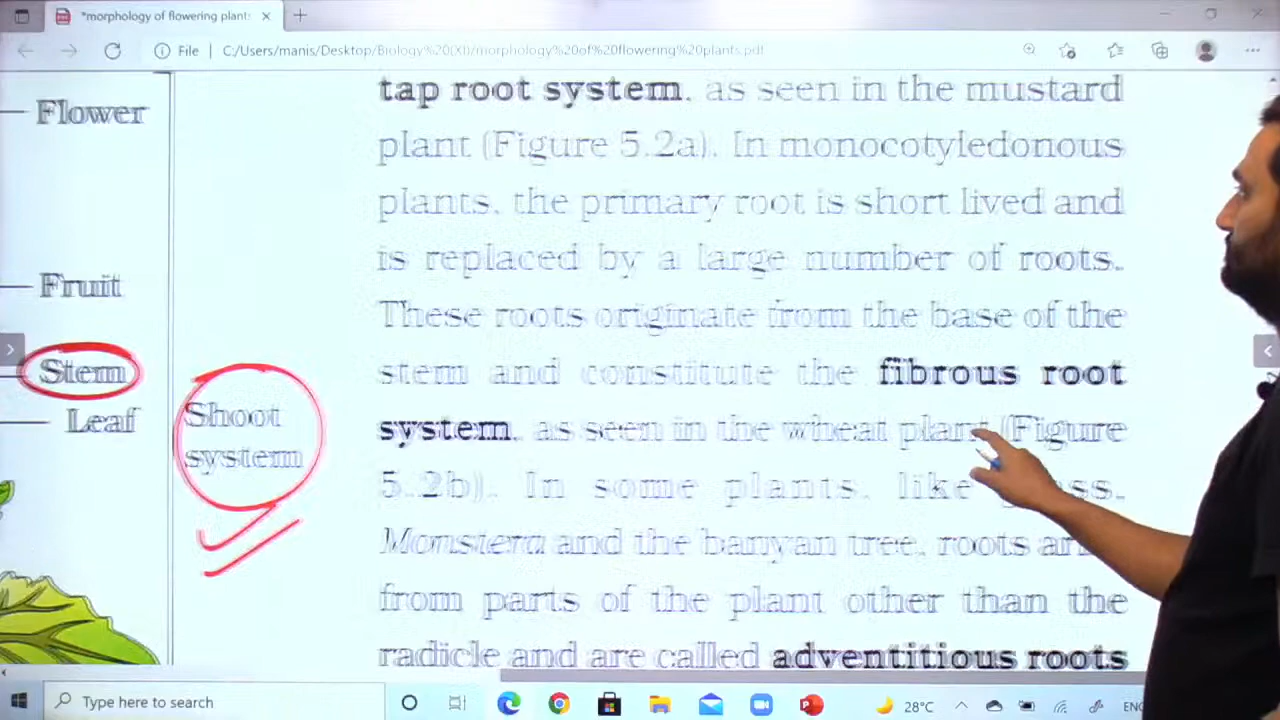 *morphology of flowering plants
File
C:/Users/manis/Desktop/Biology%20(XI)/morphology%20of%20flowering%20plants.pdf
Flower
Fruit
Stem
Leaf
Shoot
system
tap root system, as seen in the mustard
plant (Figure 5.2a). In monocotyledonous
plants, the primary root is short lived and
is replaced by a large number of roots.
These roots originate from the base of the
stem and constitute the fibrous root
system, as seen in the wheat plant (Figure
5.2b). In some plants, like
Monstera and the banyan tree, roots
from parts of the plant other than the
radicle and are called adventitious roots
Type here to search
28°C
ENG